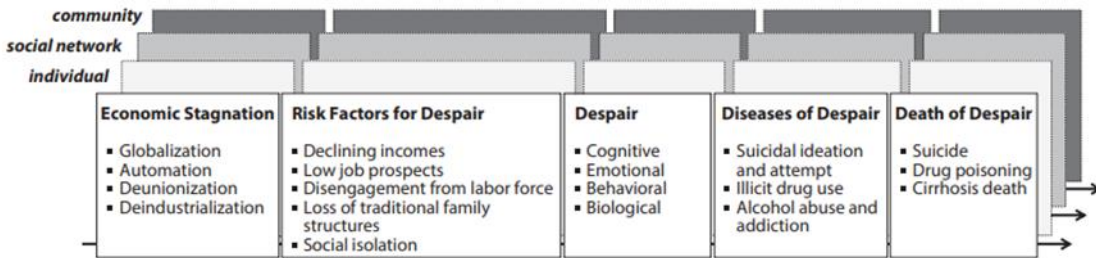 community
social network
individual
Economic Stagnation
▪ Globalization
▪ Automation
▪ Deunionization
▪ Deindustrialization
Risk Factors for Despair
▪ Declining incomes
▪ Low job prospects
▪ Disengagement from labor force
▪ Loss of traditional family
structures
▪ Social isolation
Despair
▪ Cognitive
▪ Emotional
▪ Behavioral
▪ Biological
Diseases of Despair
▪ Suicidal ideation
and attempt
▪ Illicit drug use
▪ Alcohol abuse and
addiction
Death of Despair
▪ Suicide
▪ Drug poisoning
▪ Cirrhosis death